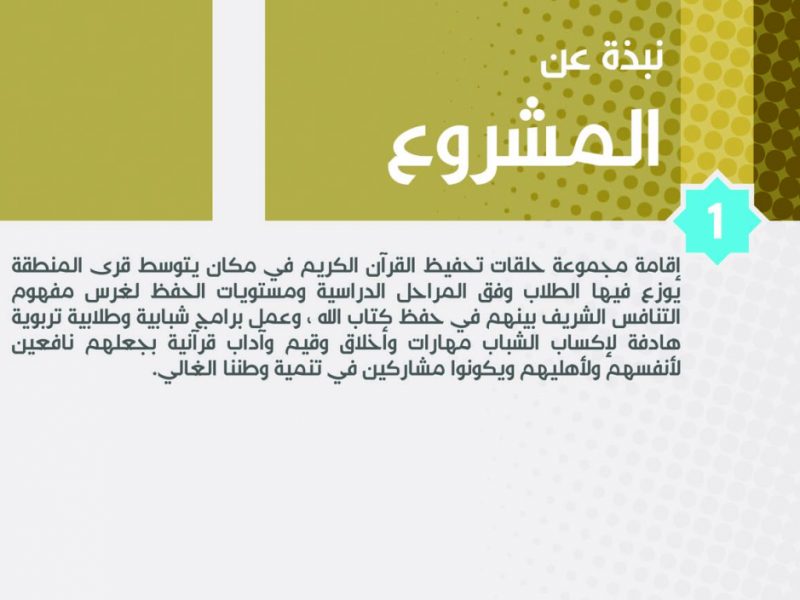 نبذة عن
المشروع
1
إقامة مجموعة حلقات تحفيظ القرآن الكريم في مكان يتوسط قرى المنطقة
يُوزع فيها الطلاب وفق المراحل الدراسية ومستويات الحفظ لغرس مفهوم
التنافس الشريف بينهم في حفظ كتاب الله ، وعمل برامج شبابية وطلابية تربوية
هادفة لإكساب الشباب مهارات وأخلاق وقيم وآداب قرآنية بجعلهم نافعين
لأنفسهم ولأهليهم ويكونوا مشاركين في تنمية وطننا الغالي.